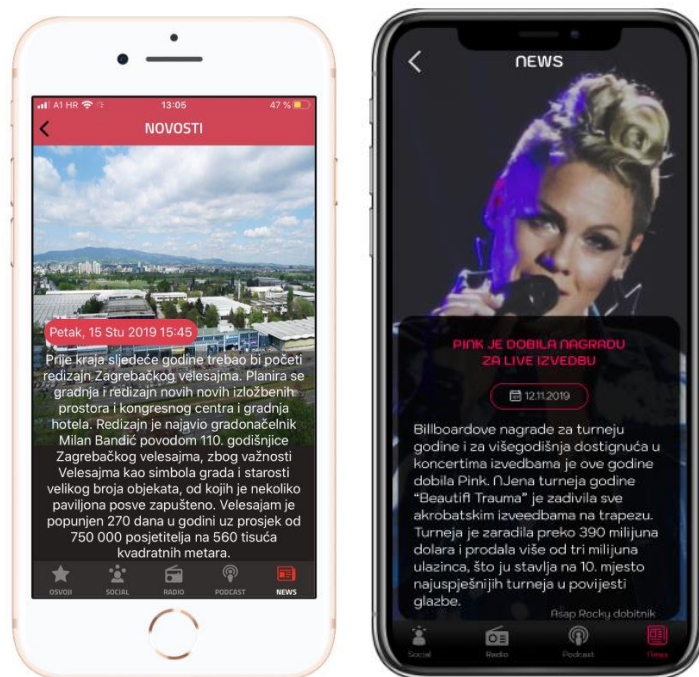 A1 HR
13:05
47 %
NOVOSTI
Petak, 15 Stu 2019 15:45
Prije kraja sljedeće godine trebao bi početi
redizajn Zagrebačkog velesajma. Planira se
gradnja i redizajn novih novih izložbenih
prostora i kongresnog centra i gradnja
hotela. Redizajn je najavio gradonačelnik
Milan Bandić povodom 110. godišnjice
Zagrebačkog velesajma, zbog važnosti
Velesajma kao simbola grada i starosti
velikog broja objekata, od kojih je nekoliko
paviljona posve zapušteno. Velesajam je
popunjen 270 dana u godini uz prosjek od
750 000 posjetitelja na 560 tisuća
kvadratnih metara.
OSVOJI SOCIAL RADIO PODCAST NEWS
NEWS
PINK JE DOBILA NAGRADU
ZA LIVE IZVEDBU
12.11.2019
Billboardove nagrade za turneju
godine i za višegodišnja dostignuća u
koncertima izvedbama je ove godine
dobila Pink. NJena turneja godine
“Beautifl Trauma” je zadivila sve
akrobatskim izveedbama na trapezu.
Turneja je zaradila preko 390 milijuna
dolara i prodala više od tri milijuna
ulazinca, što ju stavlja na 10. mjesto
najuspješnijih turneja u povijesti
glazbe.
Asap Rocky dobitnik
Social Radio Podcast News